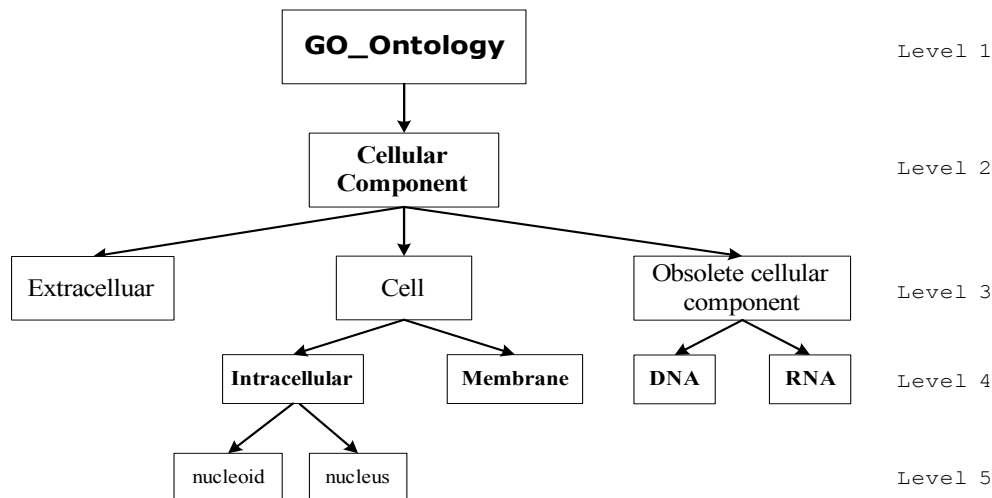 GO_Ontology
Level 1
Cellular
Component
Level 2
Extracelluar
Cell
Obsolete cellular
component
Level 3
Intracellular
Membrane
DNA
RNA
Level 4
nucleoid
nucleus
Level 5